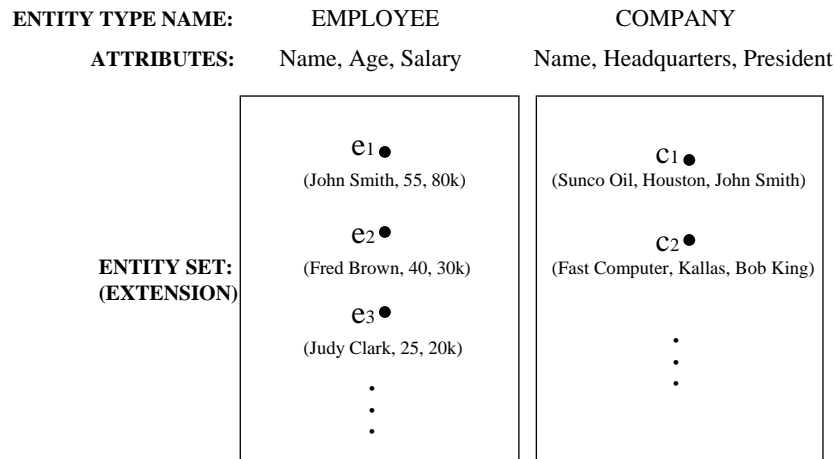 ENTITY TYPE NAME: EMPLOYEE COMPANY
ATTRIBUTES: Name, Age, Salary Name, Headquarters, President
e1
(John Smith, 55, 80k)
e2
(Fred Brown, 40, 30k)
e3
(Judy Clark, 25, 20k)
c1
(Sunco Oil, Houston, John Smith)
c2
(Fast Computer, Kallas, Bob King)
ENTITY SET:
(EXTENSION)